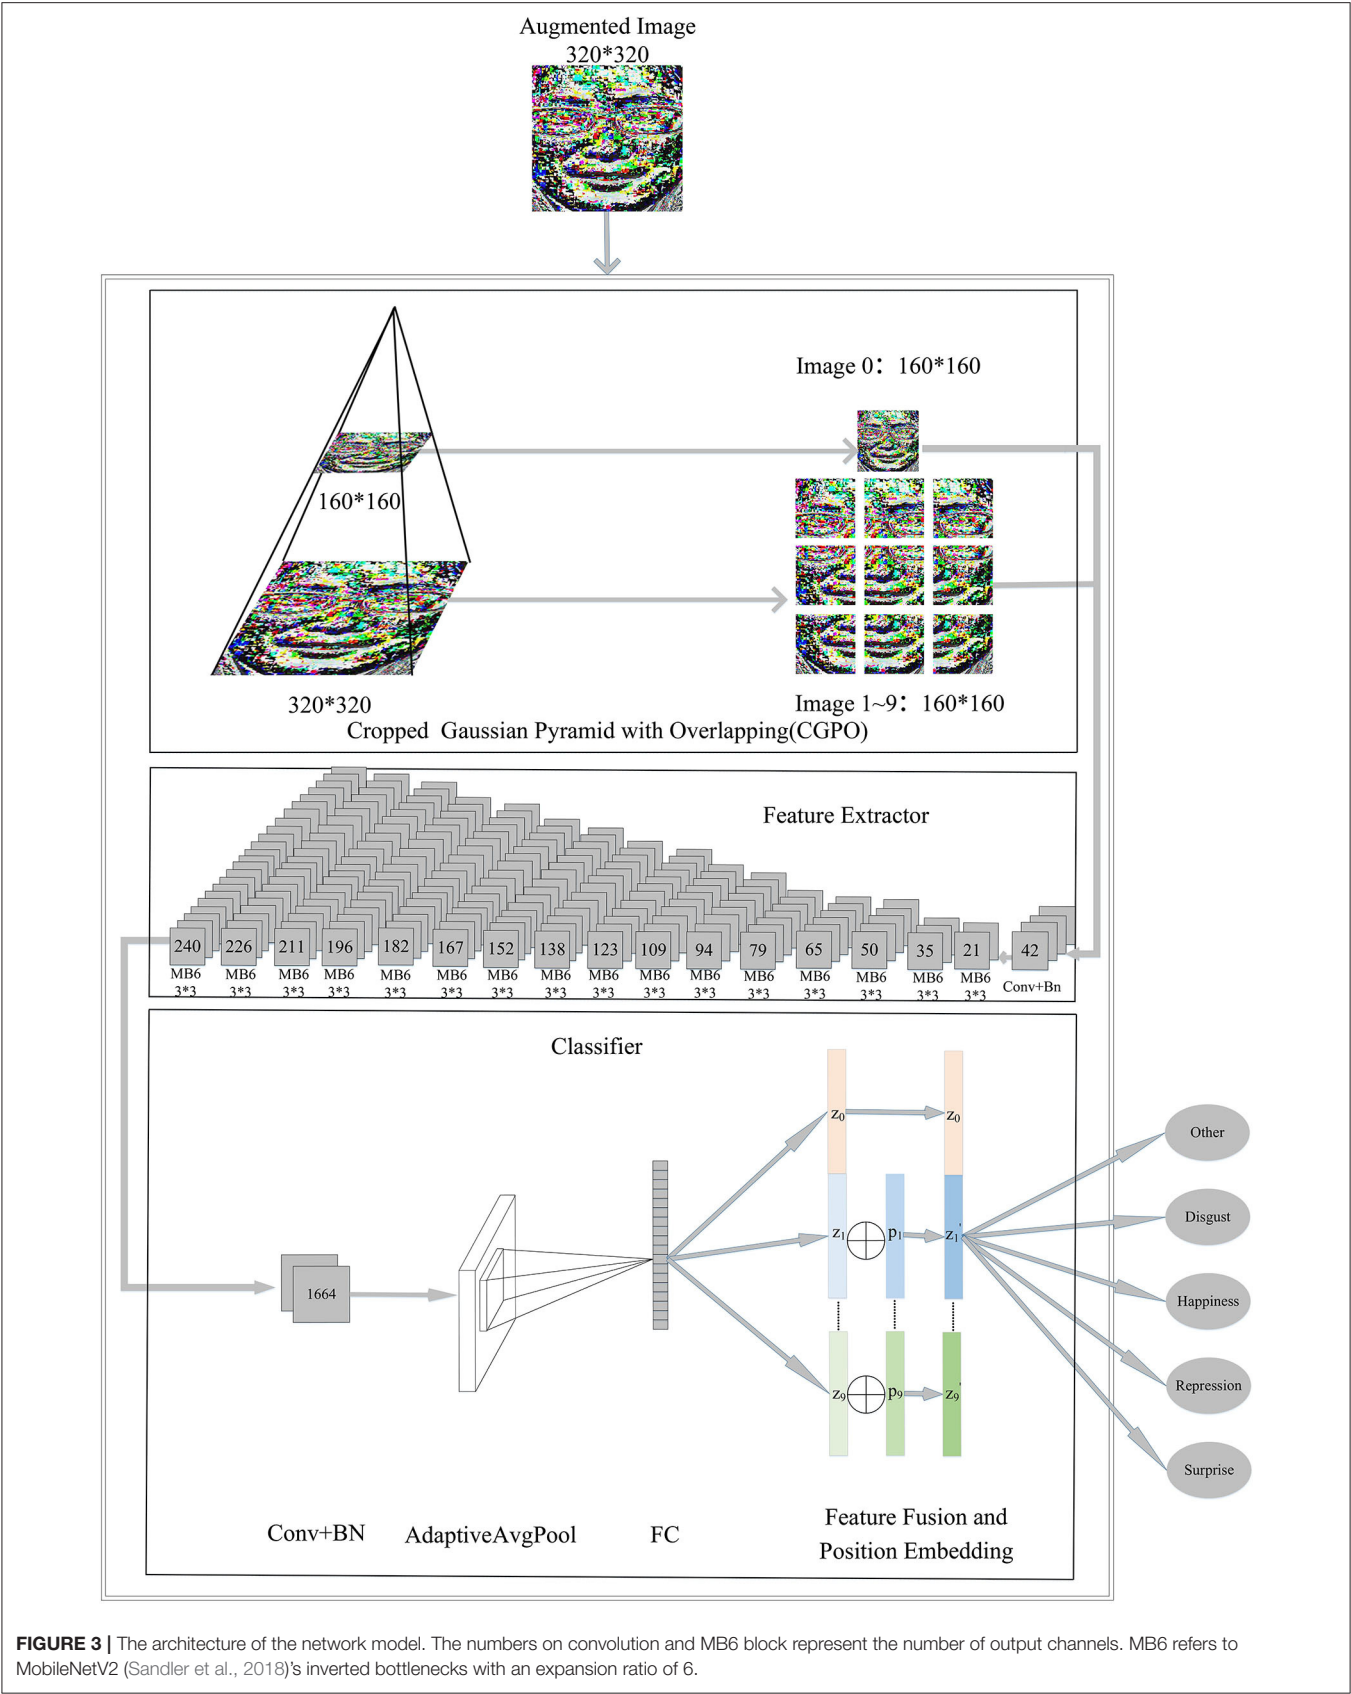 Augmented Image
320*320
Image 0：160*160
160*160
320*320
Image 1~9：160*160
Cropped Gaussian Pyramid with Overlapping(CGPO)
Feature Extractor
240 226 211 196 182 167 152 138 123 109 94 79 65 50 35 21 42
MB6 MB6 MB6 MB6 MB6 MB6 MB6 MB6 MB6 MB6 MB6 MB6 MB6 MB6 MB6 MB6 Conv+Bn
3*3 3*3 3*3 3*3 3*3 3*3 3*3 3*3 3*3 3*3 3*3 3*3 3*3 3*3 3*3 3*3
Classifier
z0 z0
Other
Disgust
z1 p1 z1'
1664
Happiness
Repression
z9 p9 z9'
Surprise
Conv+BN
AdaptiveAvgPool
FC
Feature Fusion and
Position Embedding
FIGURE 3 | The architecture of the network model. The numbers on convolution and MB6 block represent the number of output channels. MB6 refers to
MobileNetV2 (Sandler et al., 2018)'s inverted bottlenecks with an expansion ratio of 6.